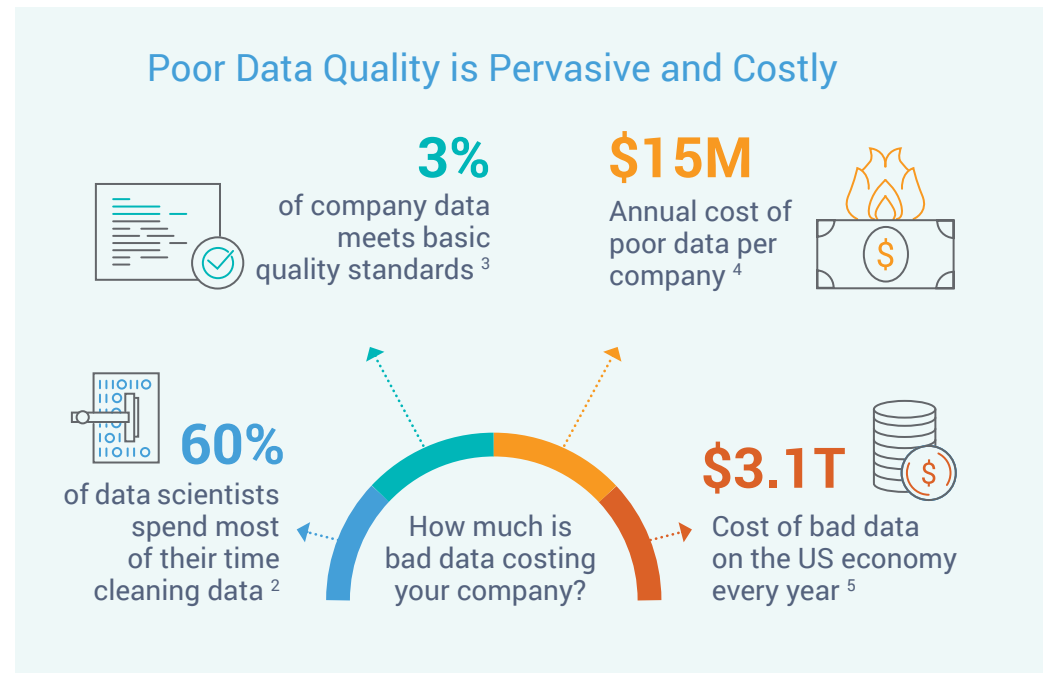 Poor Data Quality is Pervasive and Costly
3%
of company data
meets basic
quality standards 3
$15M
Annual cost of
poor data per
company 4
$
IIOIIO
IIOIIO
60%
of data scientists
spend most
of their time
cleaning data 2
How much is
bad data costing
your company?
$3.1T
$
Cost of bad data
on the US economy
every year 5